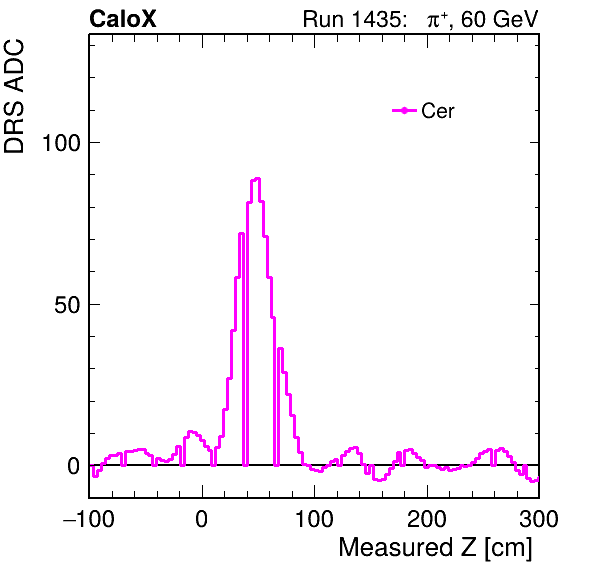 CaloX Run 1435: π⁺, 60 GeV
DRS ADC
Cer
100
50
0
−100 0 100 200 300
Measured Z [cm]